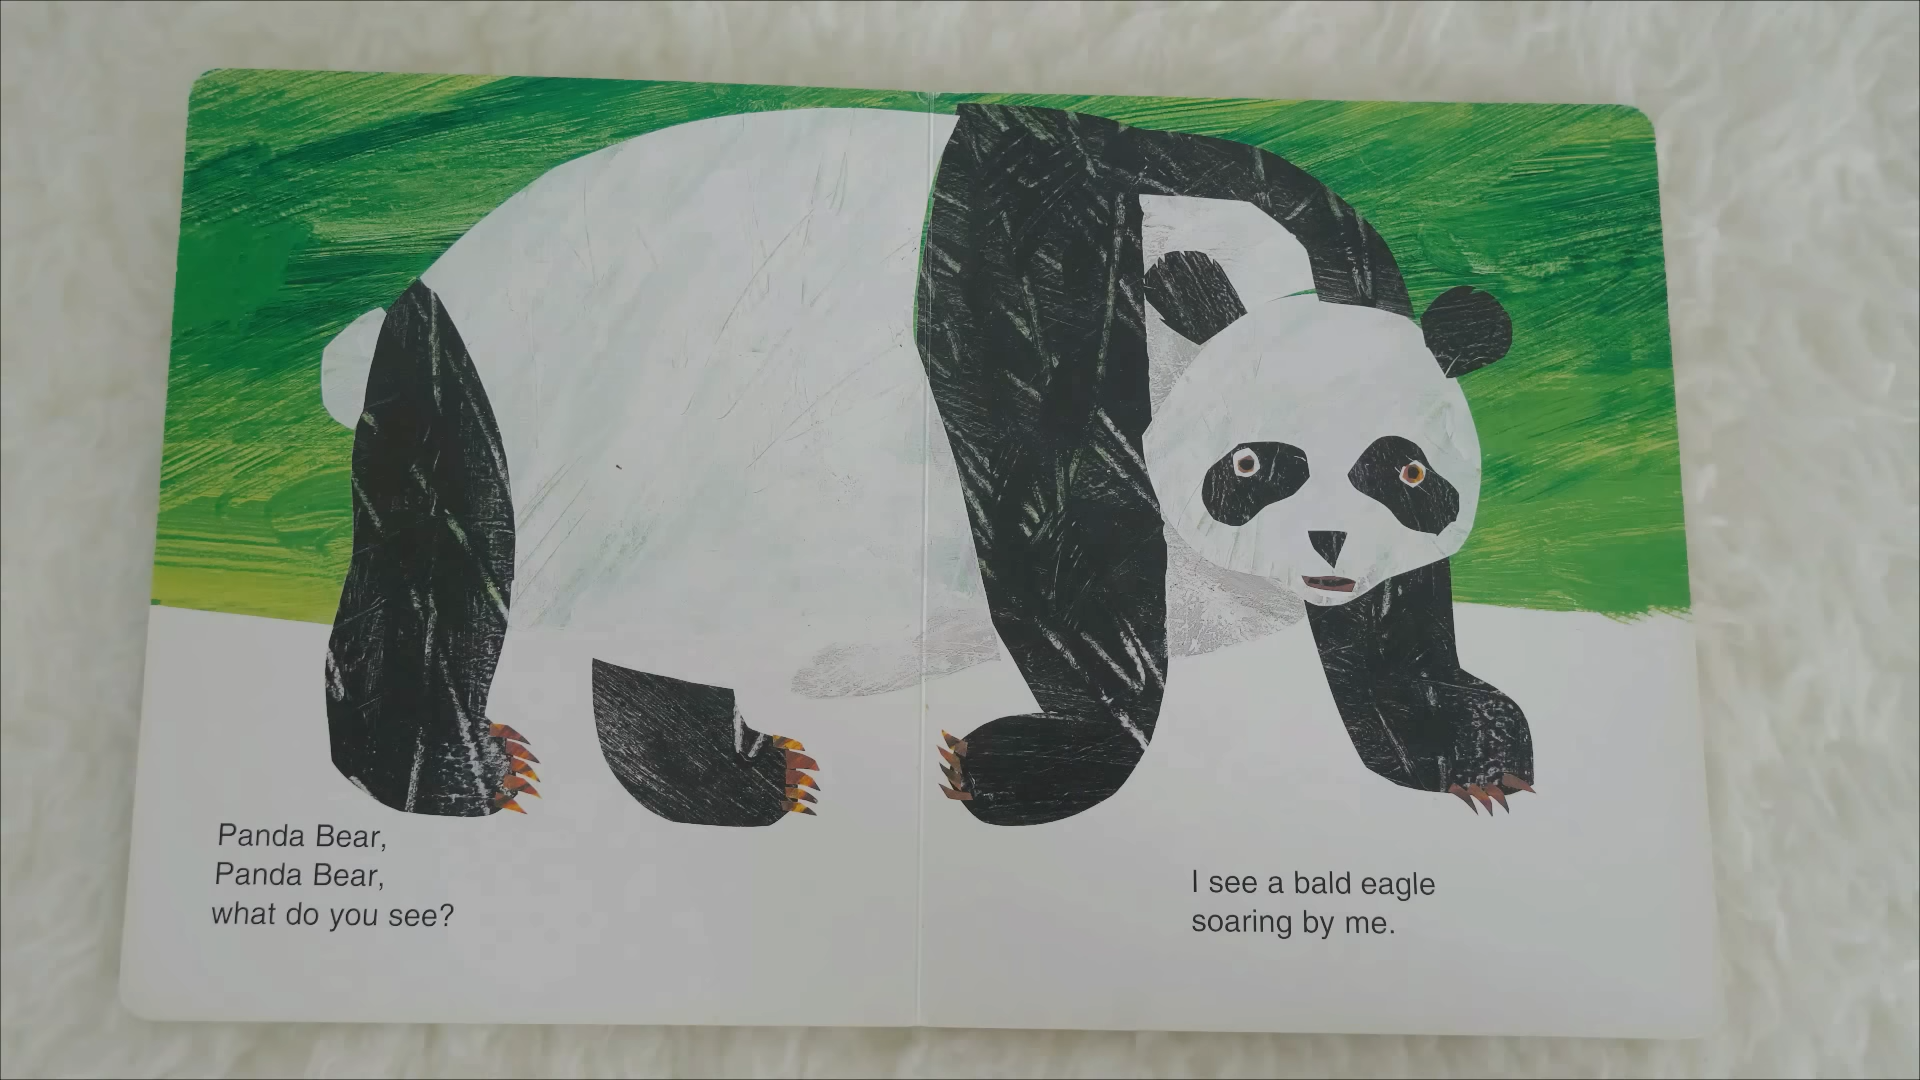 Panda Bear,
Panda Bear,
what do you see?
I see a bald eagle
soaring by me.